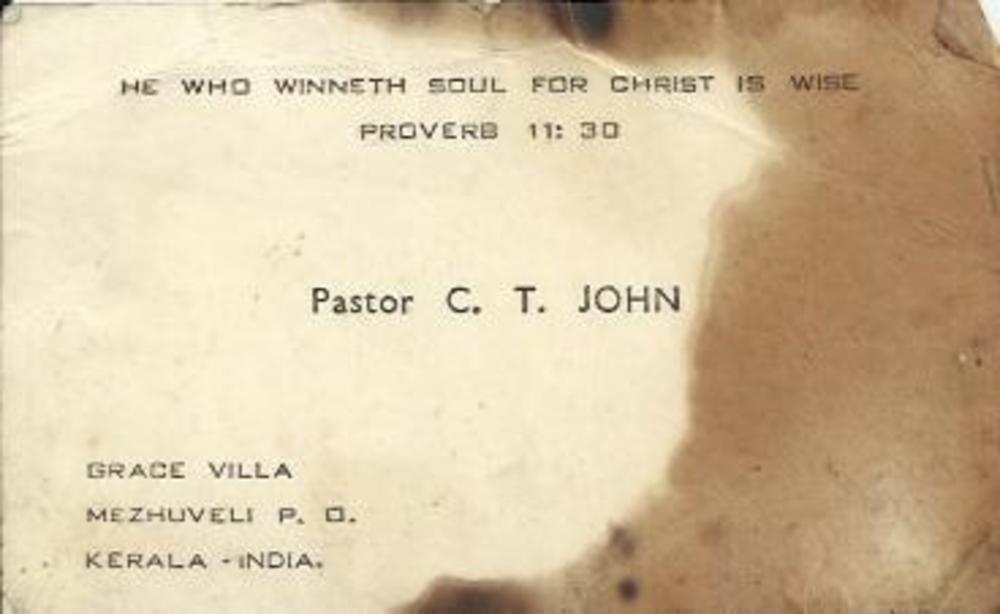 HE WHO WINNETH SOUL FOR CHRIST IS WISE
PROVERB 11: 30
Pastor C. T. JOHN
GRACE VILLA
MEZHUVELI P. O.
KERALA - INDIA.